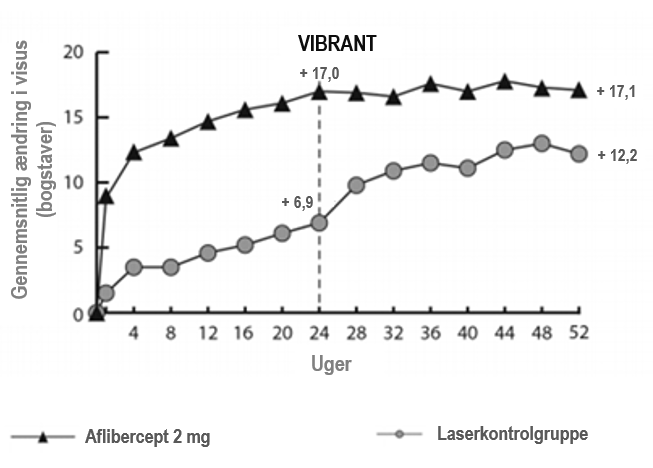 VIBRANT
Gennemsnitlig ændring i visus
(bogstaver)
20
15
10
5
0
+ 17,0
+ 17,1
+ 6,9
+ 12,2
4 8 12 16 20 24 28 32 36 40 44 48 52
Uger
Aflibercept 2 mg
Laserkontrolgruppe